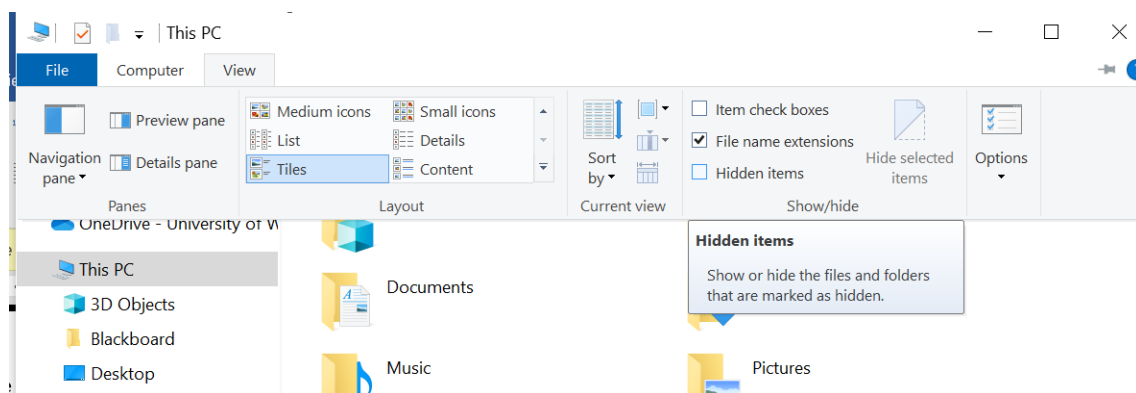 This PC
File Computer View
Preview pane
Details pane
Navigation
pane
Panes
Medium icons Small icons
List Details
Tiles Content
Layout
Sort
by
Current view
Item check boxes
File name extensions
Hidden items
Hide selected
items
Show/hide
Options
OneDrive - University of W
This PC
3D Objects
Blackboard
Desktop
Documents
Music
Pictures
Hidden items
Show or hide the files and folders
that are marked as hidden.